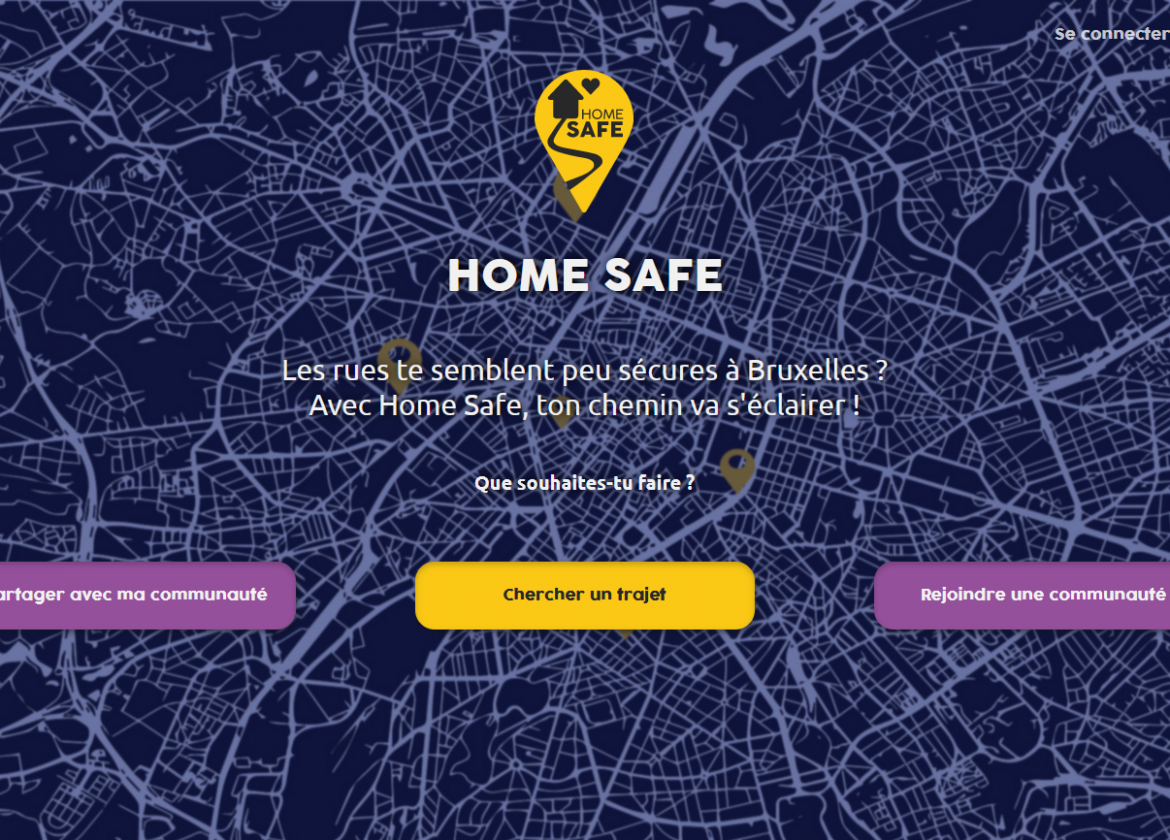 Se connecter
HOME
SAFE
HOME SAFE
Les rues te semblent peu sécures à Bruxelles ?
Avec Home Safe, ton chemin va s'éclairer !
Que souhaites-tu faire ?
artager avec ma communauté
Chercher un trajet
Rejoindre une communauté